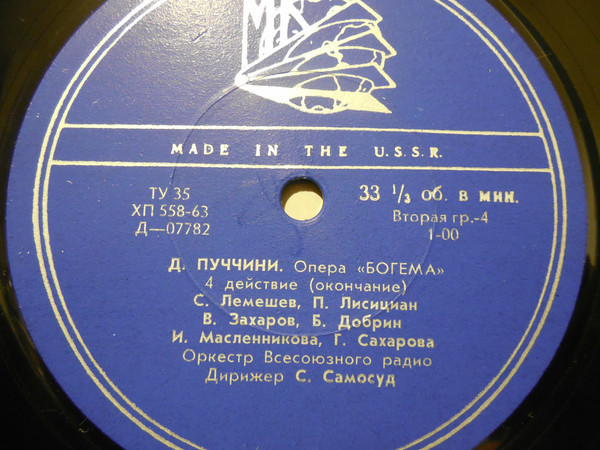 MADE IN THE U.S.S.R.
ТУ 35
ХП 558-63
Д—07782
33 1/3 об. в мин.
Вторая гр.-4
1-00
Д. ПУЧЧИНИ. Опера «БОГЕМА»
4 действие (окончание)
С. Лемешев, П. Лисициан
В. Захаров, Б. Добрин
И. Масленникова, Г. Сахарова
Оркестр Всесоюзного радио
Дирижер С. Самосуд